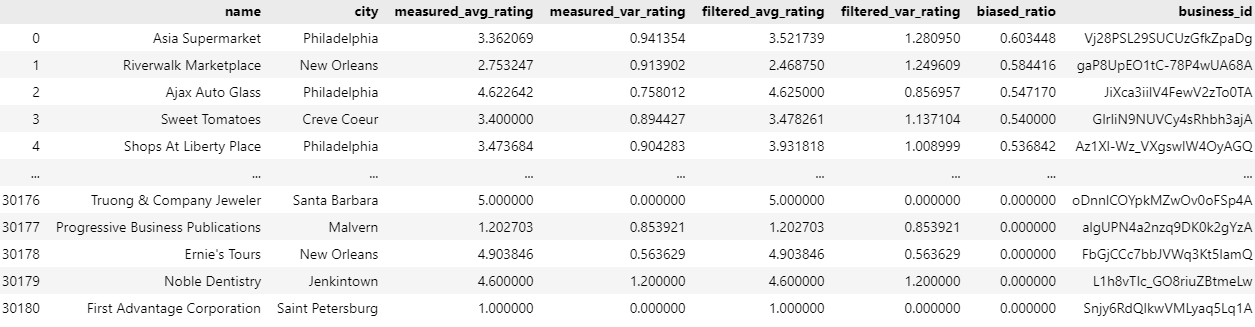 name city measured_avg_rating measured_var_rating filtered_avg_rating filtered_var_rating biased_ratio business_id
0 Asia Supermarket Philadelphia 3.362069 0.941354 3.521739 1.280950 0.603448 Vj28PSL29SUCUzGfkZpaDg
1 Riverwalk Marketplace New Orleans 2.753247 0.913902 2.468750 1.249609 0.584416 gaP8UpEO1tC-78P4wUA68A
2 Ajax Auto Glass Philadelphia 4.622642 0.758012 4.625000 0.856957 0.547170 JiXca3iiIV4FewV2zTo0TA
3 Sweet Tomatoes Creve Coeur 3.400000 0.894427 3.478261 1.137104 0.540000 GIrIiN9NUVCy4sRhbh3ajA
4 Shops At Liberty Place Philadelphia 3.473684 0.904283 3.931818 1.008999 0.536842 Az1XI-Wz_VXgswIW4OyAGQ
... ... ... ... ... ... ... ... ...
30176 Truong & Company Jeweler Santa Barbara 5.000000 0.000000 5.000000 0.000000 0.000000 oDnnICOYpkMZwOv0oFSp4A
30177 Progressive Business Publications Malvern 1.202703 0.853921 1.202703 0.853921 0.000000 aIgUPN4a2nzq9DK0k2gYzA
30178 Ernie's Tours New Orleans 4.903846 0.563629 4.903846 0.563629 0.000000 FbGjCCc7bbJVWq3Kt5IamQ
30179 Noble Dentistry Jenkintown 4.600000 1.200000 4.600000 1.200000 0.000000 L1h8vTIc_GO8riuZBtmeLw
30180 First Advantage Corporation Saint Petersburg 1.000000 0.000000 1.000000 0.000000 0.000000 Snjy6RdQIkwVMLyaq5Lq1A